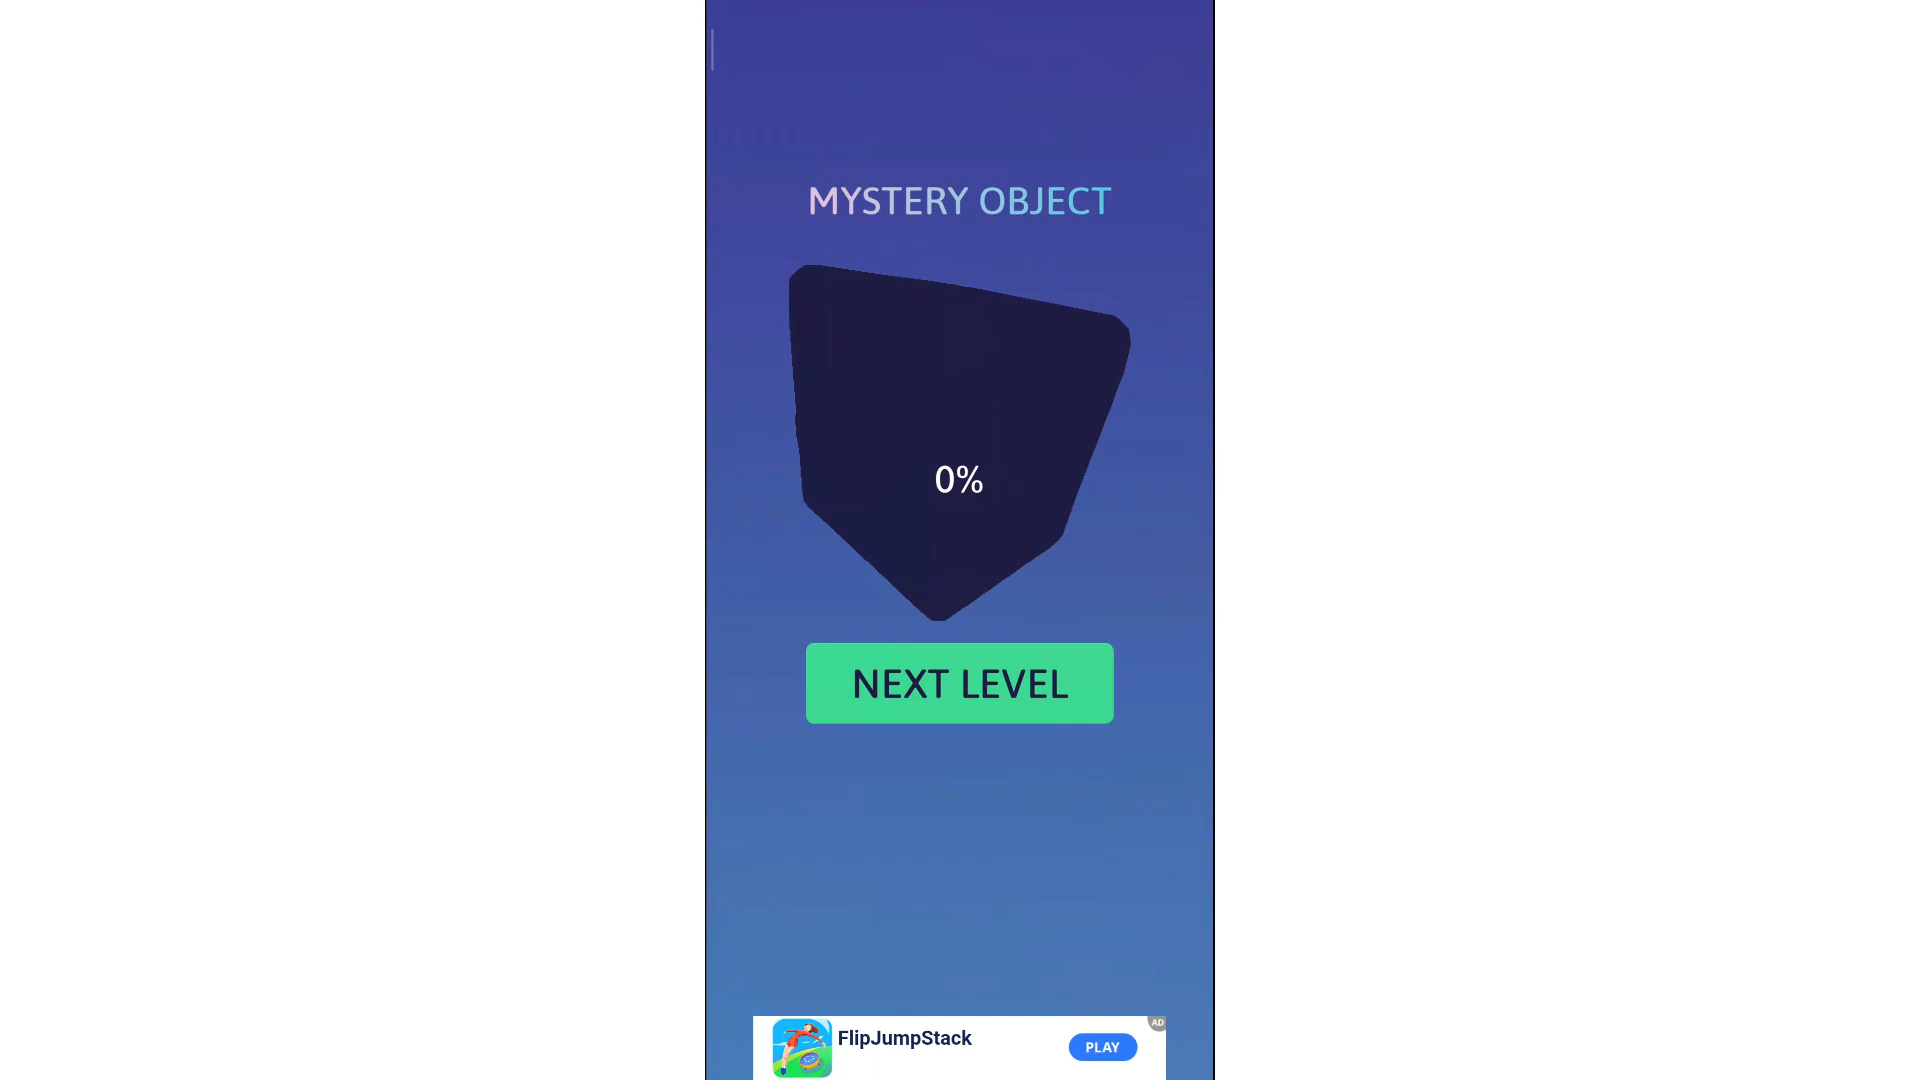 MYSTERY OBJECT
0%
NEXT LEVEL
AD
FlipJumpStack
PLAY